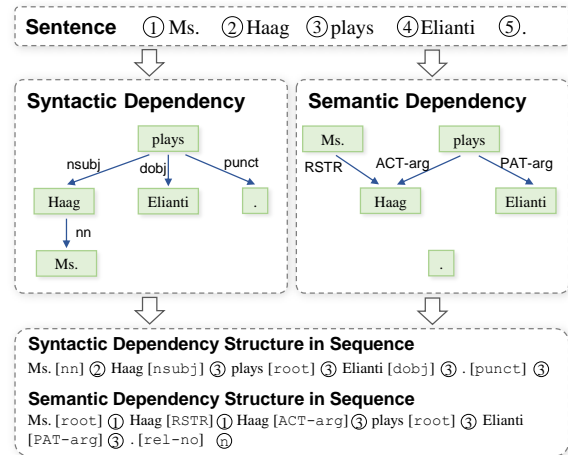 Sentence ① Ms. ② Haag ③ plays ④ Elianti ⑤ .
Syntactic Dependency
plays
nsubj
dobj
punct
Haag
Elianti
.
nn
Ms.
Semantic Dependency
Ms.
plays
RSTR
ACT-arg
PAT-arg
Haag
Elianti
.
Syntactic Dependency Structure in Sequence
Ms. [nn] ② Haag [nsubj] ③ plays [root] ③ Elianti [dobj] ③ . [punct] ③
Semantic Dependency Structure in Sequence
Ms. [root] ① Haag [RSTR] ① Haag [ACT-arg] ③ plays [root] ③ Elianti
[PAT-arg] ③ . [rel-no] ⓝ